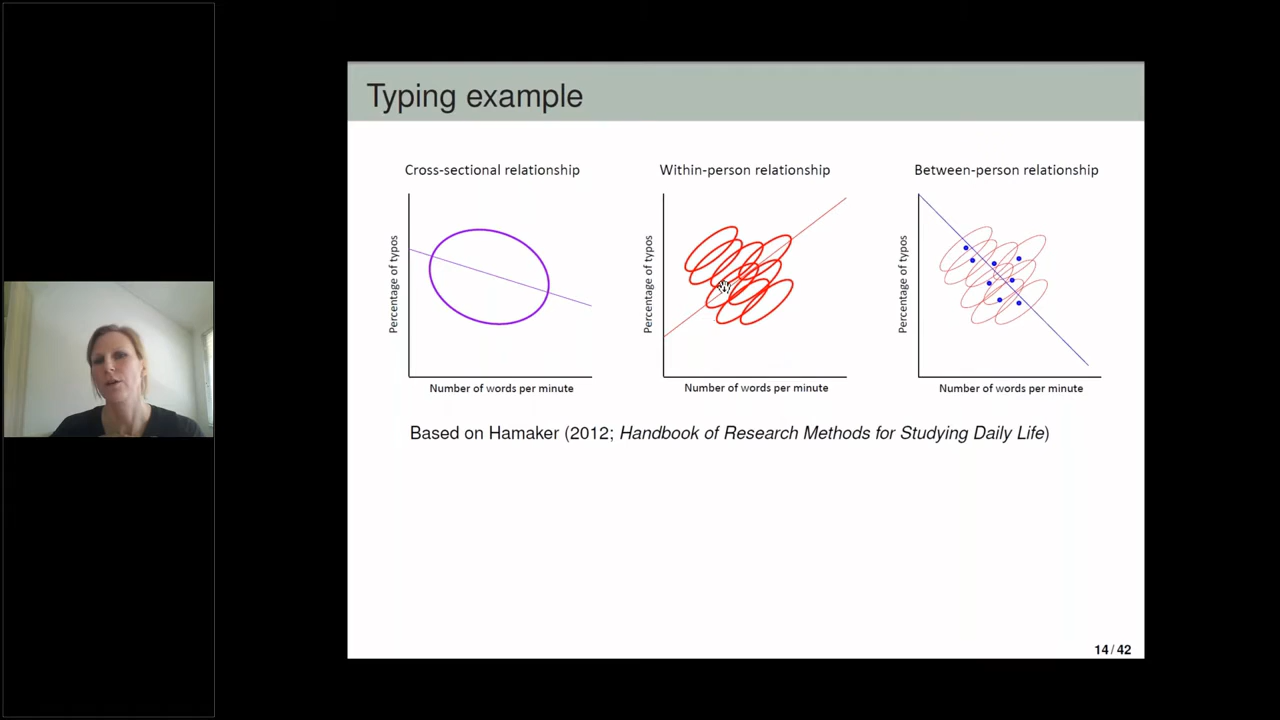 Typing example
Cross-sectional relationship
Percentage of typos
Number of words per minute
Within-person relationship
Percentage of typos
Number of words per minute
Between-person relationship
Percentage of typos
Number of words per minute
Based on Hamaker (2012; Handbook of Research Methods for Studying Daily Life)
14 / 42